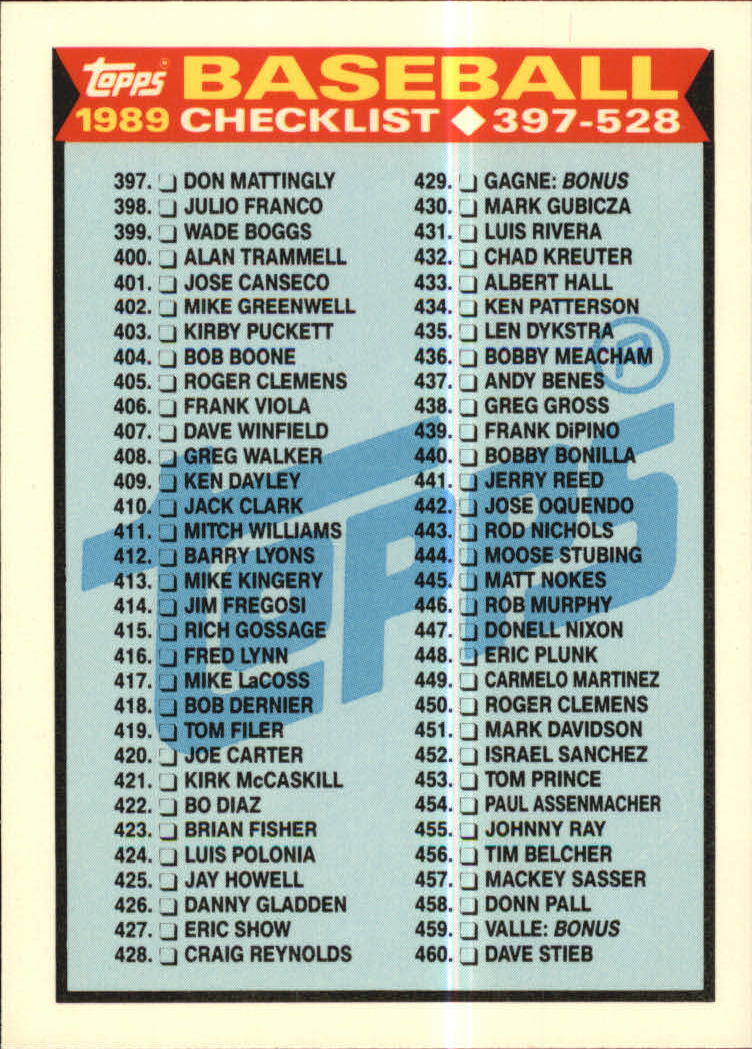 TOPPS® BASEBALL
1989 CHECKLIST ◆ 397-528
397. DON MATTINGLY
398. JULIO FRANCO
399. WADE BOGGS
400. ALAN TRAMMELL
401. JOSE CANSECO
402. MIKE GREENWELL
403. KIRBY PUCKETT
404. BOB BOONE
405. ROGER CLEMENS
406. FRANK VIOLA
407. DAVE WINFIELD
408. GREG WALKER
409. KEN DAYLEY
410. JACK CLARK
411. MITCH WILLIAMS
412. BARRY LYONS
413. MIKE KINGERY
414. JIM FREGOSI
415. RICH GOSSAGE
416. FRED LYNN
417. MIKE LaCOSS
418. BOB DERNIER
419. TOM FILER
420. JOE CARTER
421. KIRK McCASKILL
422. BO DIAZ
423. BRIAN FISHER
424. LUIS POLONIA
425. JAY HOWELL
426. DANNY GLADDEN
427. ERIC SHOW
428. CRAIG REYNOLDS
429. GAGNE: BONUS
430. MARK GUBICZA
431. LUIS RIVERA
432. CHAD KREUTER
433. ALBERT HALL
434. KEN PATTERSON
435. LEN DYKSTRA
436. BOBBY MEACHAM
437. ANDY BENES
438. GREG GROSS
439. FRANK DiPINO
440. BOBBY BONILLA
441. JERRY REED
442. JOSE OQUENDO
443. ROD NICHOLS
444. MOOSE STUBING
445. MATT NOKES
446. ROB MURPHY
447. DONELL NIXON
448. ERIC PLUNK
449. CARMELO MARTINEZ
450. ROGER CLEMENS
451. MARK DAVIDSON
452. ISRAEL SANCHEZ
453. TOM PRINCE
454. PAUL ASSENMACHER
455. JOHNNY RAY
456. TIM BELCHER
457. MACKEY SASSER
458. DONN PALL
459. VALLE: BONUS
460. DAVE STIEB
TOPPS®